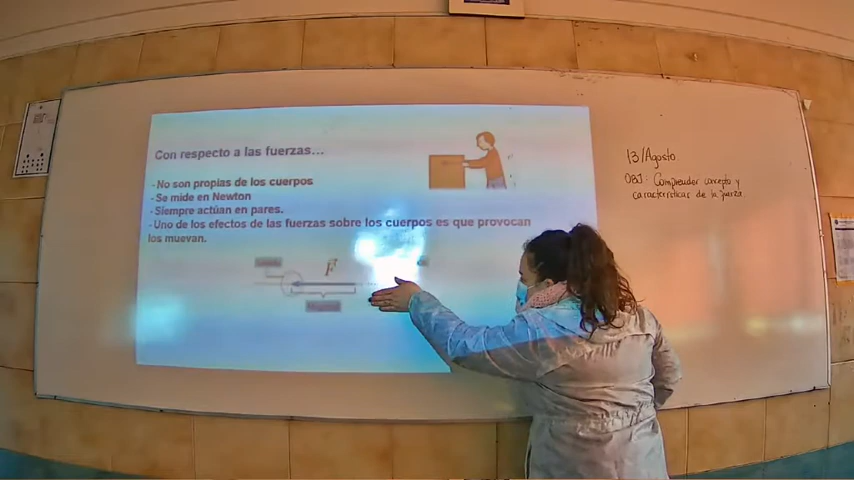 Con respecto a las fuerzas...
- No son propias de los cuerpos
- Se mide en Newton
- Siempre actúan en pares.
- Uno de los efectos de las fuerzas sobre los cuerpos es que provocan
los muevan.
F
13/Agosto
OBJ: Comprender concepto y
características de la fuerza.